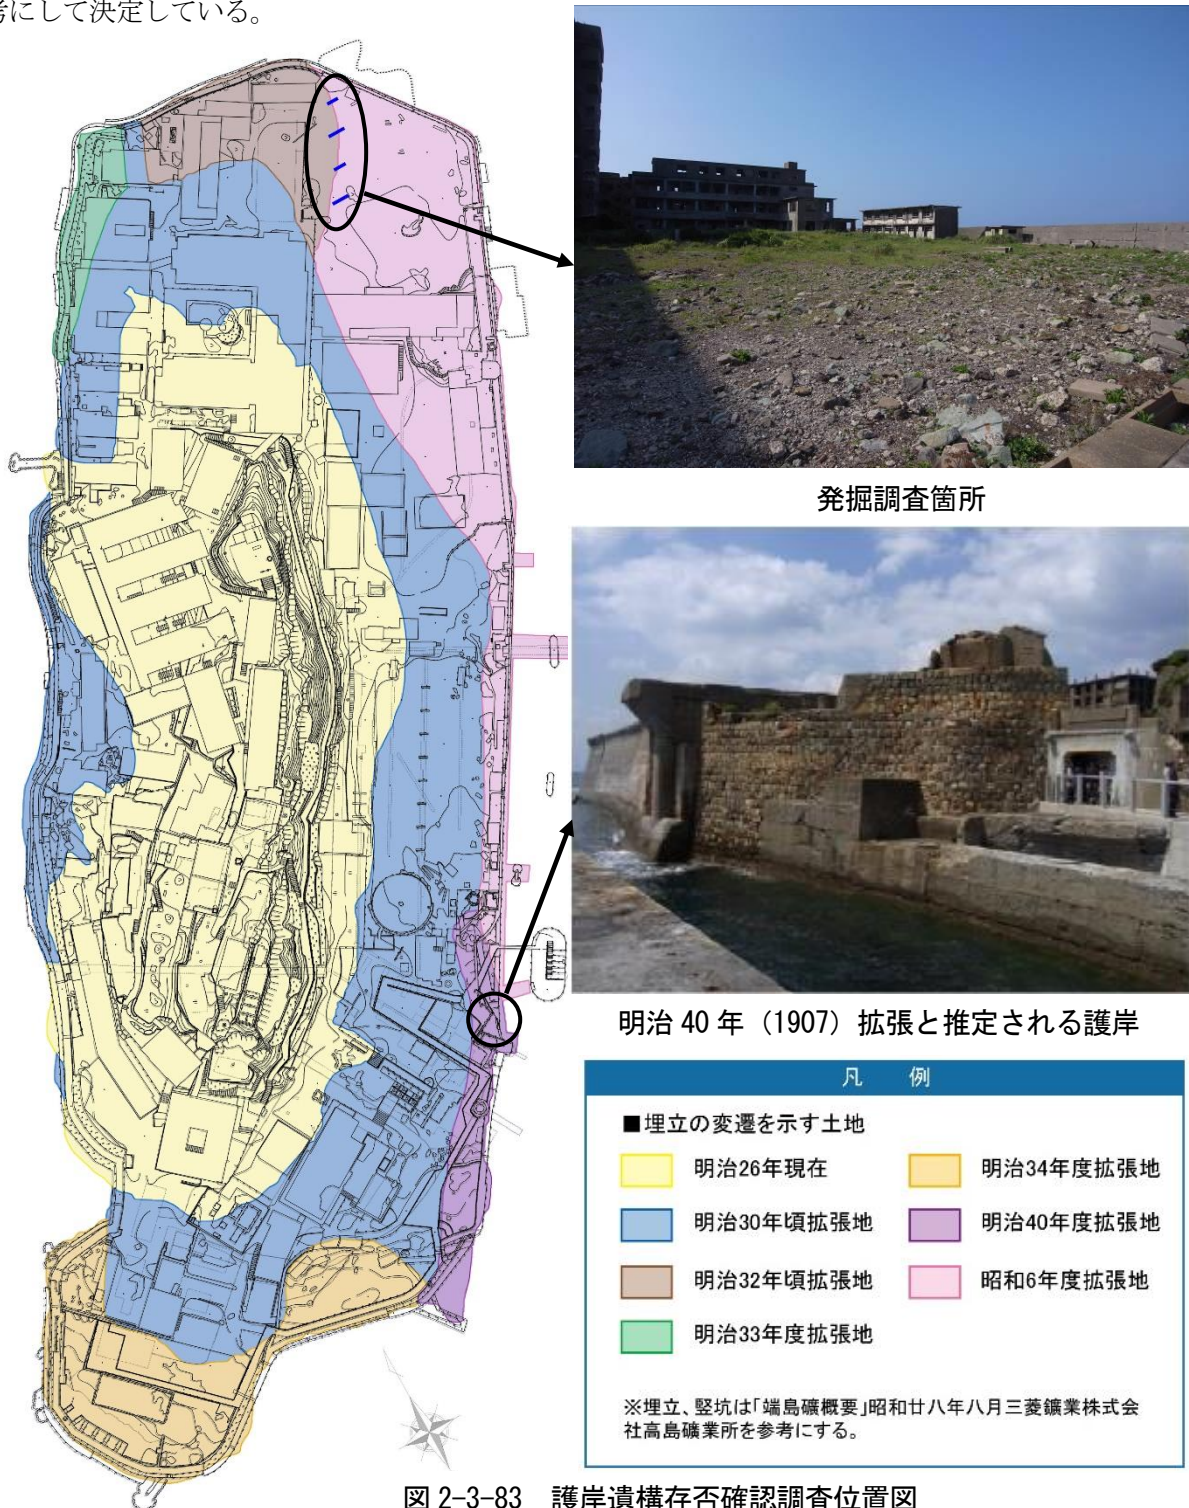 考にして決定している。
発掘調査箇所
明治 40 年（1907）拡張と推定される護岸
凡　例
■埋立の変遷を示す土地
明治26年現在
明治34年度拡張地
明治30年頃拡張地
明治40年度拡張地
明治32年頃拡張地
昭和6年度拡張地
明治33年度拡張地
※埋立、竪坑は｢端島礦概要｣昭和廿八年八月三菱鑛業株式会
社高島礦業所を参考にする。
図 2-3-83　護岸遺構存否確認調査位置図